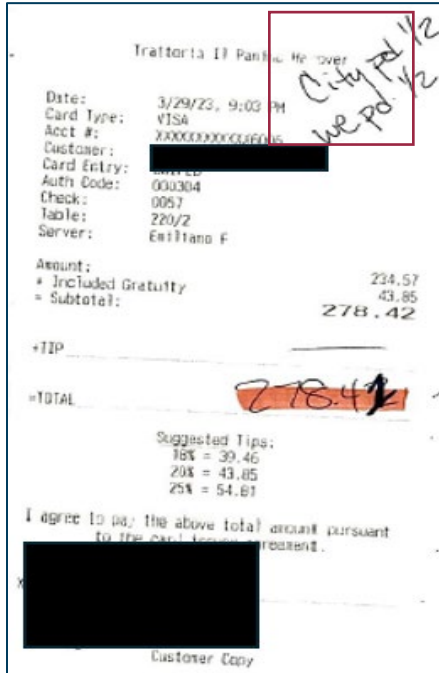 City pd 1/2
we pd. 1/2
Trattoria Il Hanover
Date: 3/29/23, 9:03 PM
Card Type: VISA
Acct #:
Customer:
Card Entry:
Auth Code: 000304
Check: 0057
Table: 220/2
Server: Emiliano F
Amount: 234.57
+ Included Gratuity 43.85
= Subtotal: 278.42
+TIP
=TOTAL 278.42
Suggested Tips:
18% = 39.46
20% = 43.85
25% = 54.81
I agree to pay the above total amount pursuant
to the card issuer agreement.
X
Customer Copy